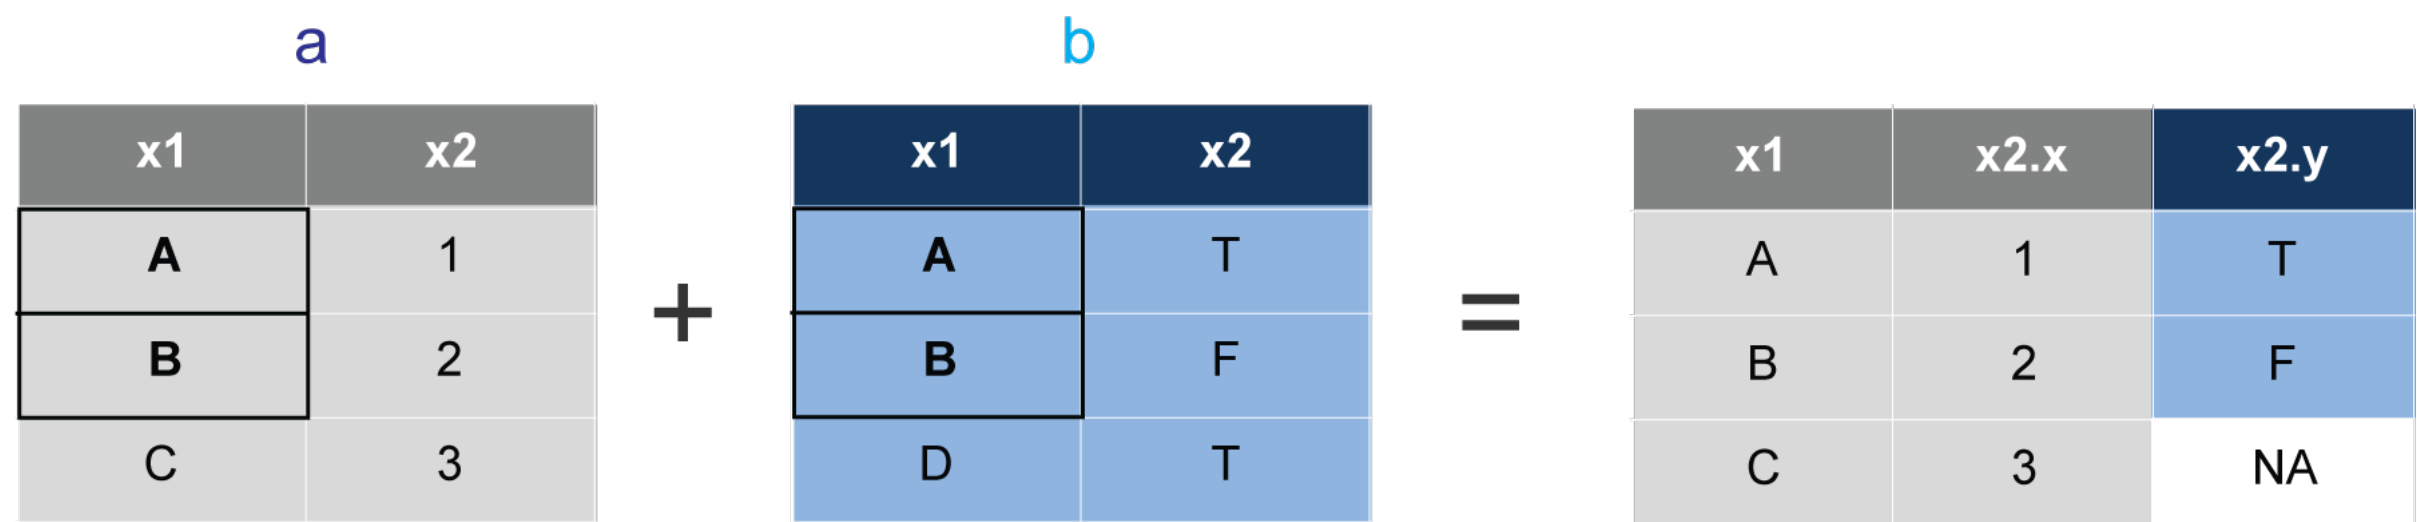 a b
x1 x2 x1 x2 x1 x2.x x2.y
A 1 A T A 1 T
+ =
B 2 B F B 2 F
C 3 D T C 3 NA